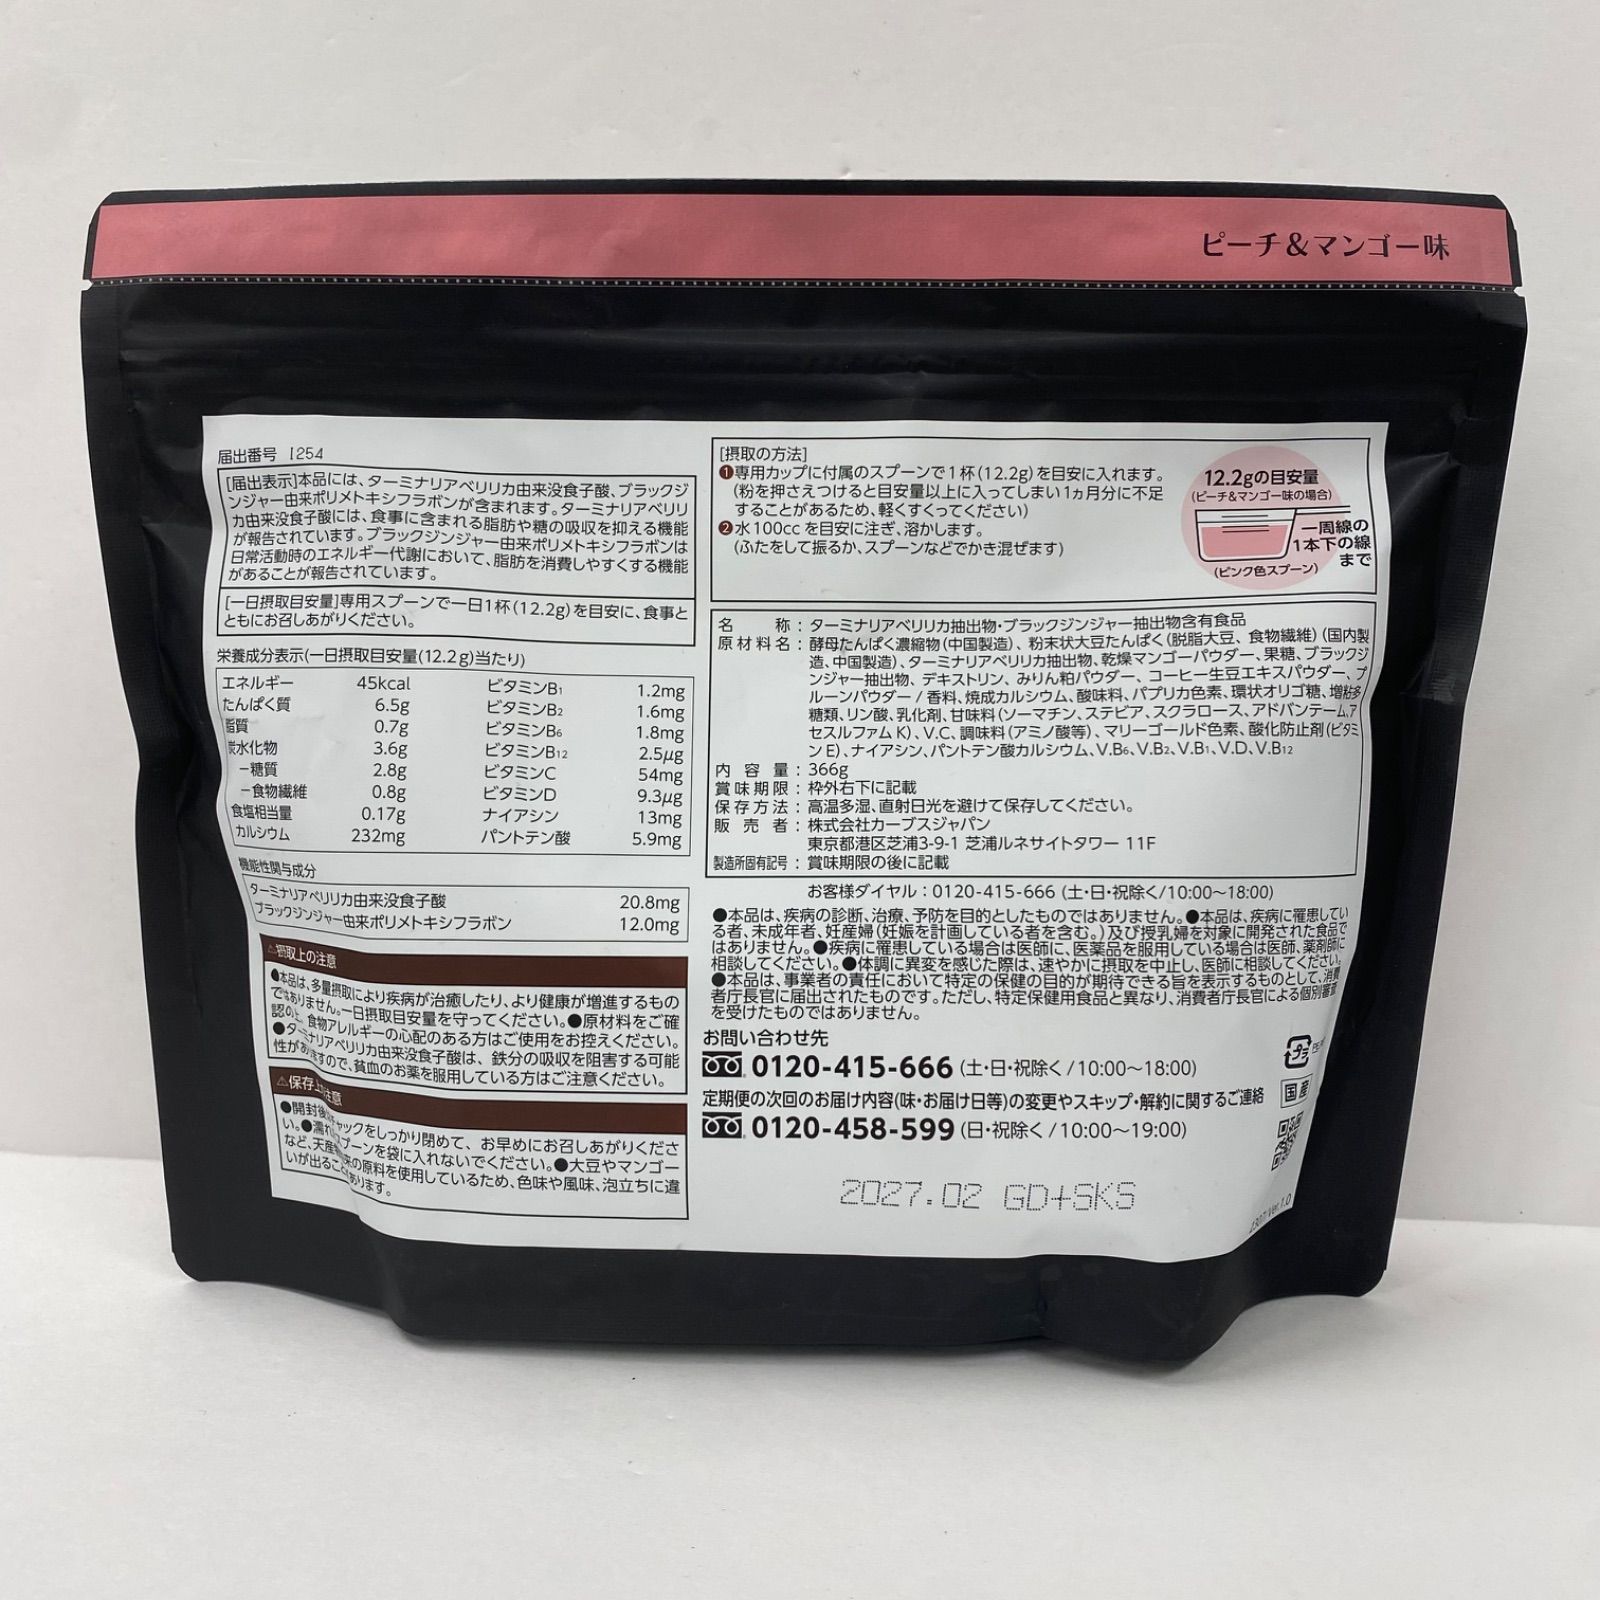 ピーチ&マンゴー味
届出番号 I254
[届出表示]本品には、ターミナリアベリリカ由来没食子酸、ブラックジ
ンジャー由来ポリメトキシフラボンが含まれます。ターミナリアベリリ
カ由来没食子酸には、食事に含まれる脂肪や糖の吸収を抑える機能
が報告されています。ブラックジンジャー由来ポリメトキシフラボンは
日常活動時のエネルギー代謝において、脂肪を消費しやすくする機能
があることが報告されています。
[一日摂取目安量]専用スプーンで一日1杯(12.2g)を目安に、食事と
ともにお召しあがりください。
栄養成分表示(一日摂取目安量(12.2g)当たり)
エネルギー 45kcal ビタミンB1 1.2mg
たんぱく質 6.5g ビタミンB2 1.6mg
脂質 0.7g ビタミンB6 1.8mg
炭水化物 3.6g ビタミンB12 2.5μg
−糖質 2.8g ビタミンC 54mg
−食物繊維 0.8g ビタミンD 9.3μg
食塩相当量 0.17g ナイアシン 13mg
カルシウム 232mg パントテン酸 5.9mg
機能性関与成分
ターミナリアベリリカ由来没食子酸 20.8mg
ブラックジンジャー由来ポリメトキシフラボン 12.0mg
⚠摂取上の注意
●本品は、多量摂取により疾病が治癒したり、より健康が増進するもの
ではありません。一日摂取目安量を守ってください。●原材料をご確
認の上、食物アレルギーの心配のある方はご使用をお控えください。
●ターミナリアベリリカ由来没食子酸は、鉄分の吸収を阻害する可能
性がありますので、貧血のお薬を服用している方はご注意ください。
⚠保存上の注意
●開封後はチャックをしっかり閉めて、お早めにお召しあがりくださ
い。●濡れたスプーンを袋に入れないでください。●大豆やマンゴー
など、天産物由来の原料を使用しているため、色味や風味、泡立ちに違
いが出ることがあります。
[摂取の方法]
❶専用カップに付属のスプーンで1杯(12.2g)を目安に入れます。
(粉を押さえつけると目安量以上に入ってしまい1ヵ月分に不足
することがあるため、軽くすくってください)
❷水100ccを目安に注ぎ、溶かします。
(ふたをして振るか、スプーンなどでかき混ぜます)
12.2gの目安量
(ピーチ&マンゴー味の場合)
一周線の
1本下の線
まで
(ピンク色スプーン)
名称:ターミナリアベリリカ抽出物・ブラックジンジャー抽出物含有食品
原材料名:酵母たんぱく濃縮物(中国製造)、粉末状大豆たんぱく(脱脂大豆、食物繊維)(国内製
造、中国製造)、ターミナリアベリリカ抽出物、乾燥マンゴーパウダー、果糖、ブラックジ
ンジャー抽出物、デキストリン、みりん粕パウダー、コーヒー生豆エキスパウダー、プ
ルーンパウダー/香料、焼成カルシウム、酸味料、パプリカ色素、環状オリゴ糖、増粘多
糖類、リン酸、乳化剤、甘味料(ソーマチン、ステビア、スクラロース、アドバンテーム、ア
セスルファムK)、V.C、調味料(アミノ酸等)、マリーゴールド色素、酸化防止剤(ビタミ
ンE)、ナイアシン、パントテン酸カルシウム、V.B6、V.B2、V.B1、V.D、V.B12
内容量:366g
賞味期限:枠外右下に記載
保存方法:高温多湿、直射日光を避けて保存してください。
販売者:株式会社カーブスジャパン
東京都港区芝浦3-9-1 芝浦ルネサイトタワー 11F
製造所固有記号:賞味期限の後に記載
お客様ダイヤル:0120-415-666 (土・日・祝除く/10:00〜18:00)
●本品は、疾病の診断、治療、予防を目的としたものではありません。●本品は、疾病に罹患してい
る者、未成年者、妊産婦(妊娠を計画している者を含む。)及び授乳婦を対象に開発された食品で
はありません。●疾病に罹患している場合は医師に、医薬品を服用している場合は医師、薬剤師に
相談してください。●体調に異変を感じた際は、速やかに摂取を中止し、医師に相談してください。
●本品は、事業者の責任において特定の保健の目的が期待できる旨を表示するものとして、消費
者庁長官に届出されたものです。ただし、特定保健用食品と異なり、消費者庁長官による個別審査
を受けたものではありません。
お問い合わせ先
0120-415-666 (土・日・祝除く/10:00〜18:00)
定期便の次回のお届け内容(味・お届け日等)の変更やスキップ・解約に関するご連絡
0120-458-599 (日・祝除く/10:00〜19:00)
プラ
国産
2027.02 GD+SKS